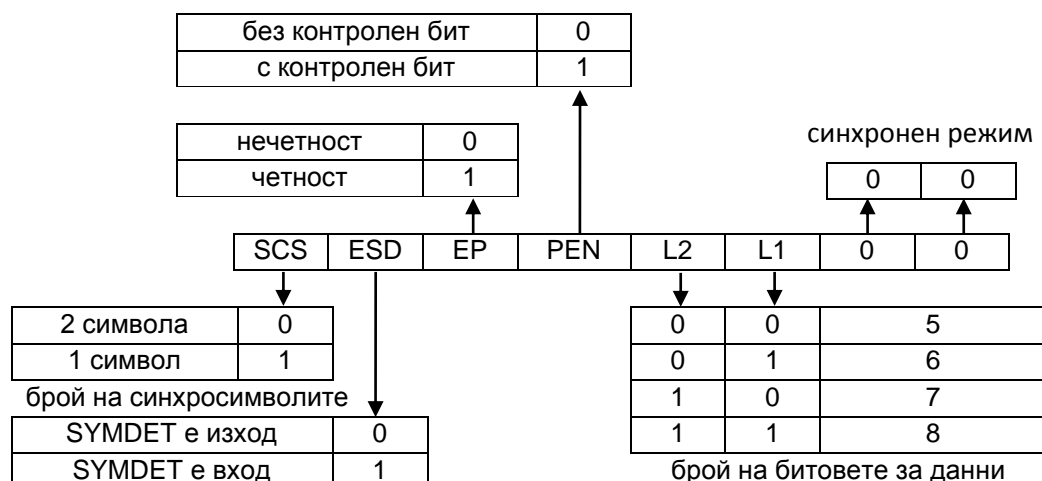 без контролен бит 0
с контролен бит 1
нечетност 0
четност 1
синхронен режим
0 0
SCS ESD EP PEN L2 L1 0 0
2 символа 0
1 символ 1
брой на синхросимволите
SYMDET е изход 0
SYMDET е вход 1
0 0 5
0 1 6
1 0 7
1 1 8
брой на битовете за данни